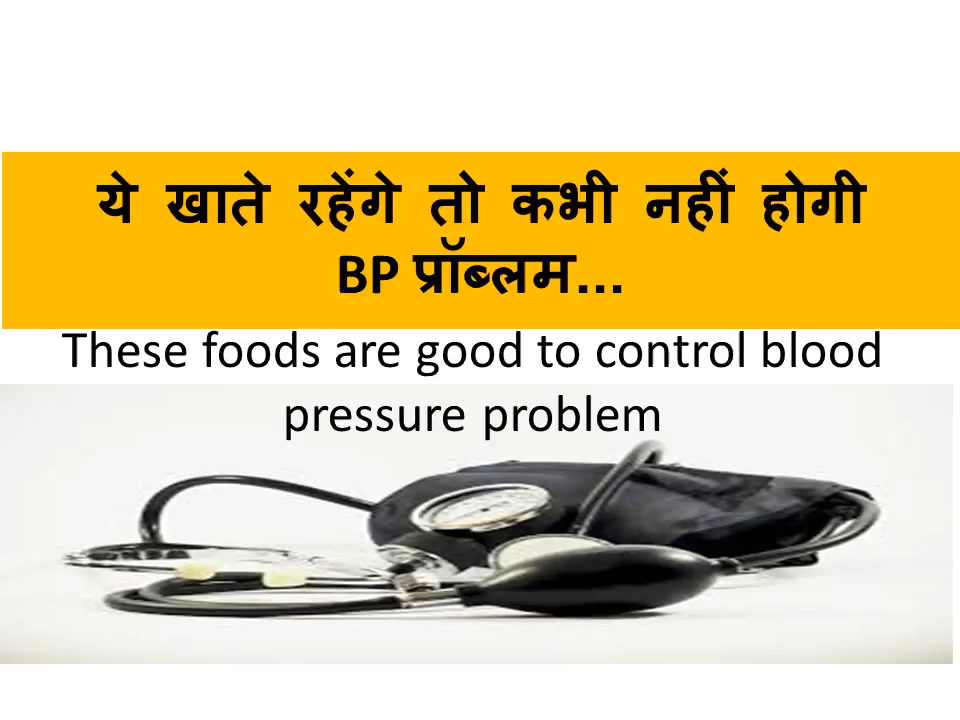 ये खाते रहेंगे तो कभी नहीं होगी
BP प्रॉब्लम...
These foods are good to control blood
pressure problem